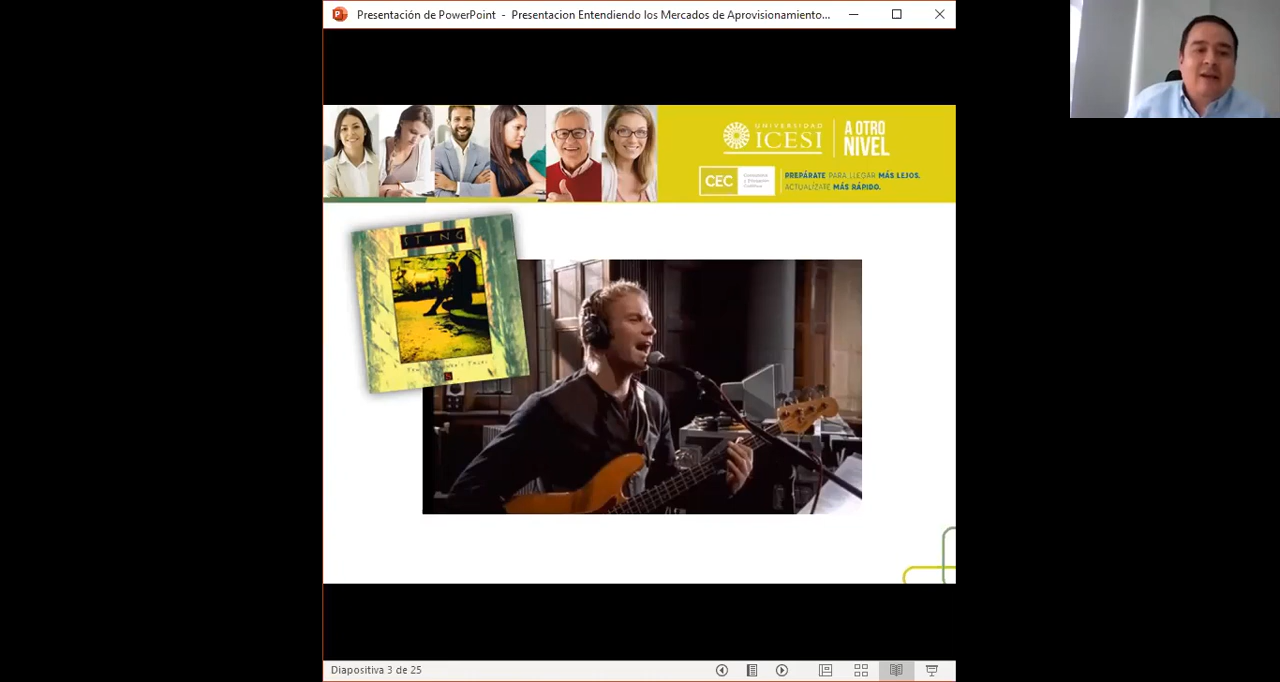 Presentación de PowerPoint - Presentacion Entendiendo los Mercados de Aprovisionamiento...
UNIVERSIDAD
ICESI
A OTRO
NIVEL
CEC
PREPÁRATE PARA LLEGAR MÁS LEJOS.
ACTUALÍZATE MÁS RÁPIDO.
STING
Diapositiva 3 de 25